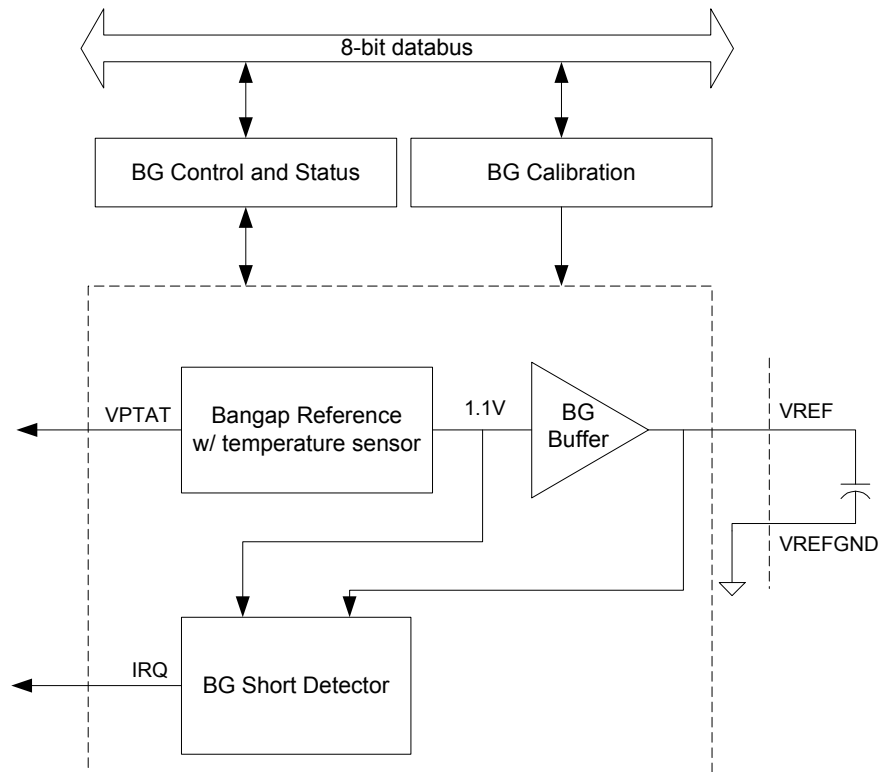 8-bit databus
BG Control and Status
BG Calibration
VPTAT
Bangap Reference
w/ temperature sensor
1.1V
BG
Buffer
VREF
VREFGND
IRQ
BG Short Detector